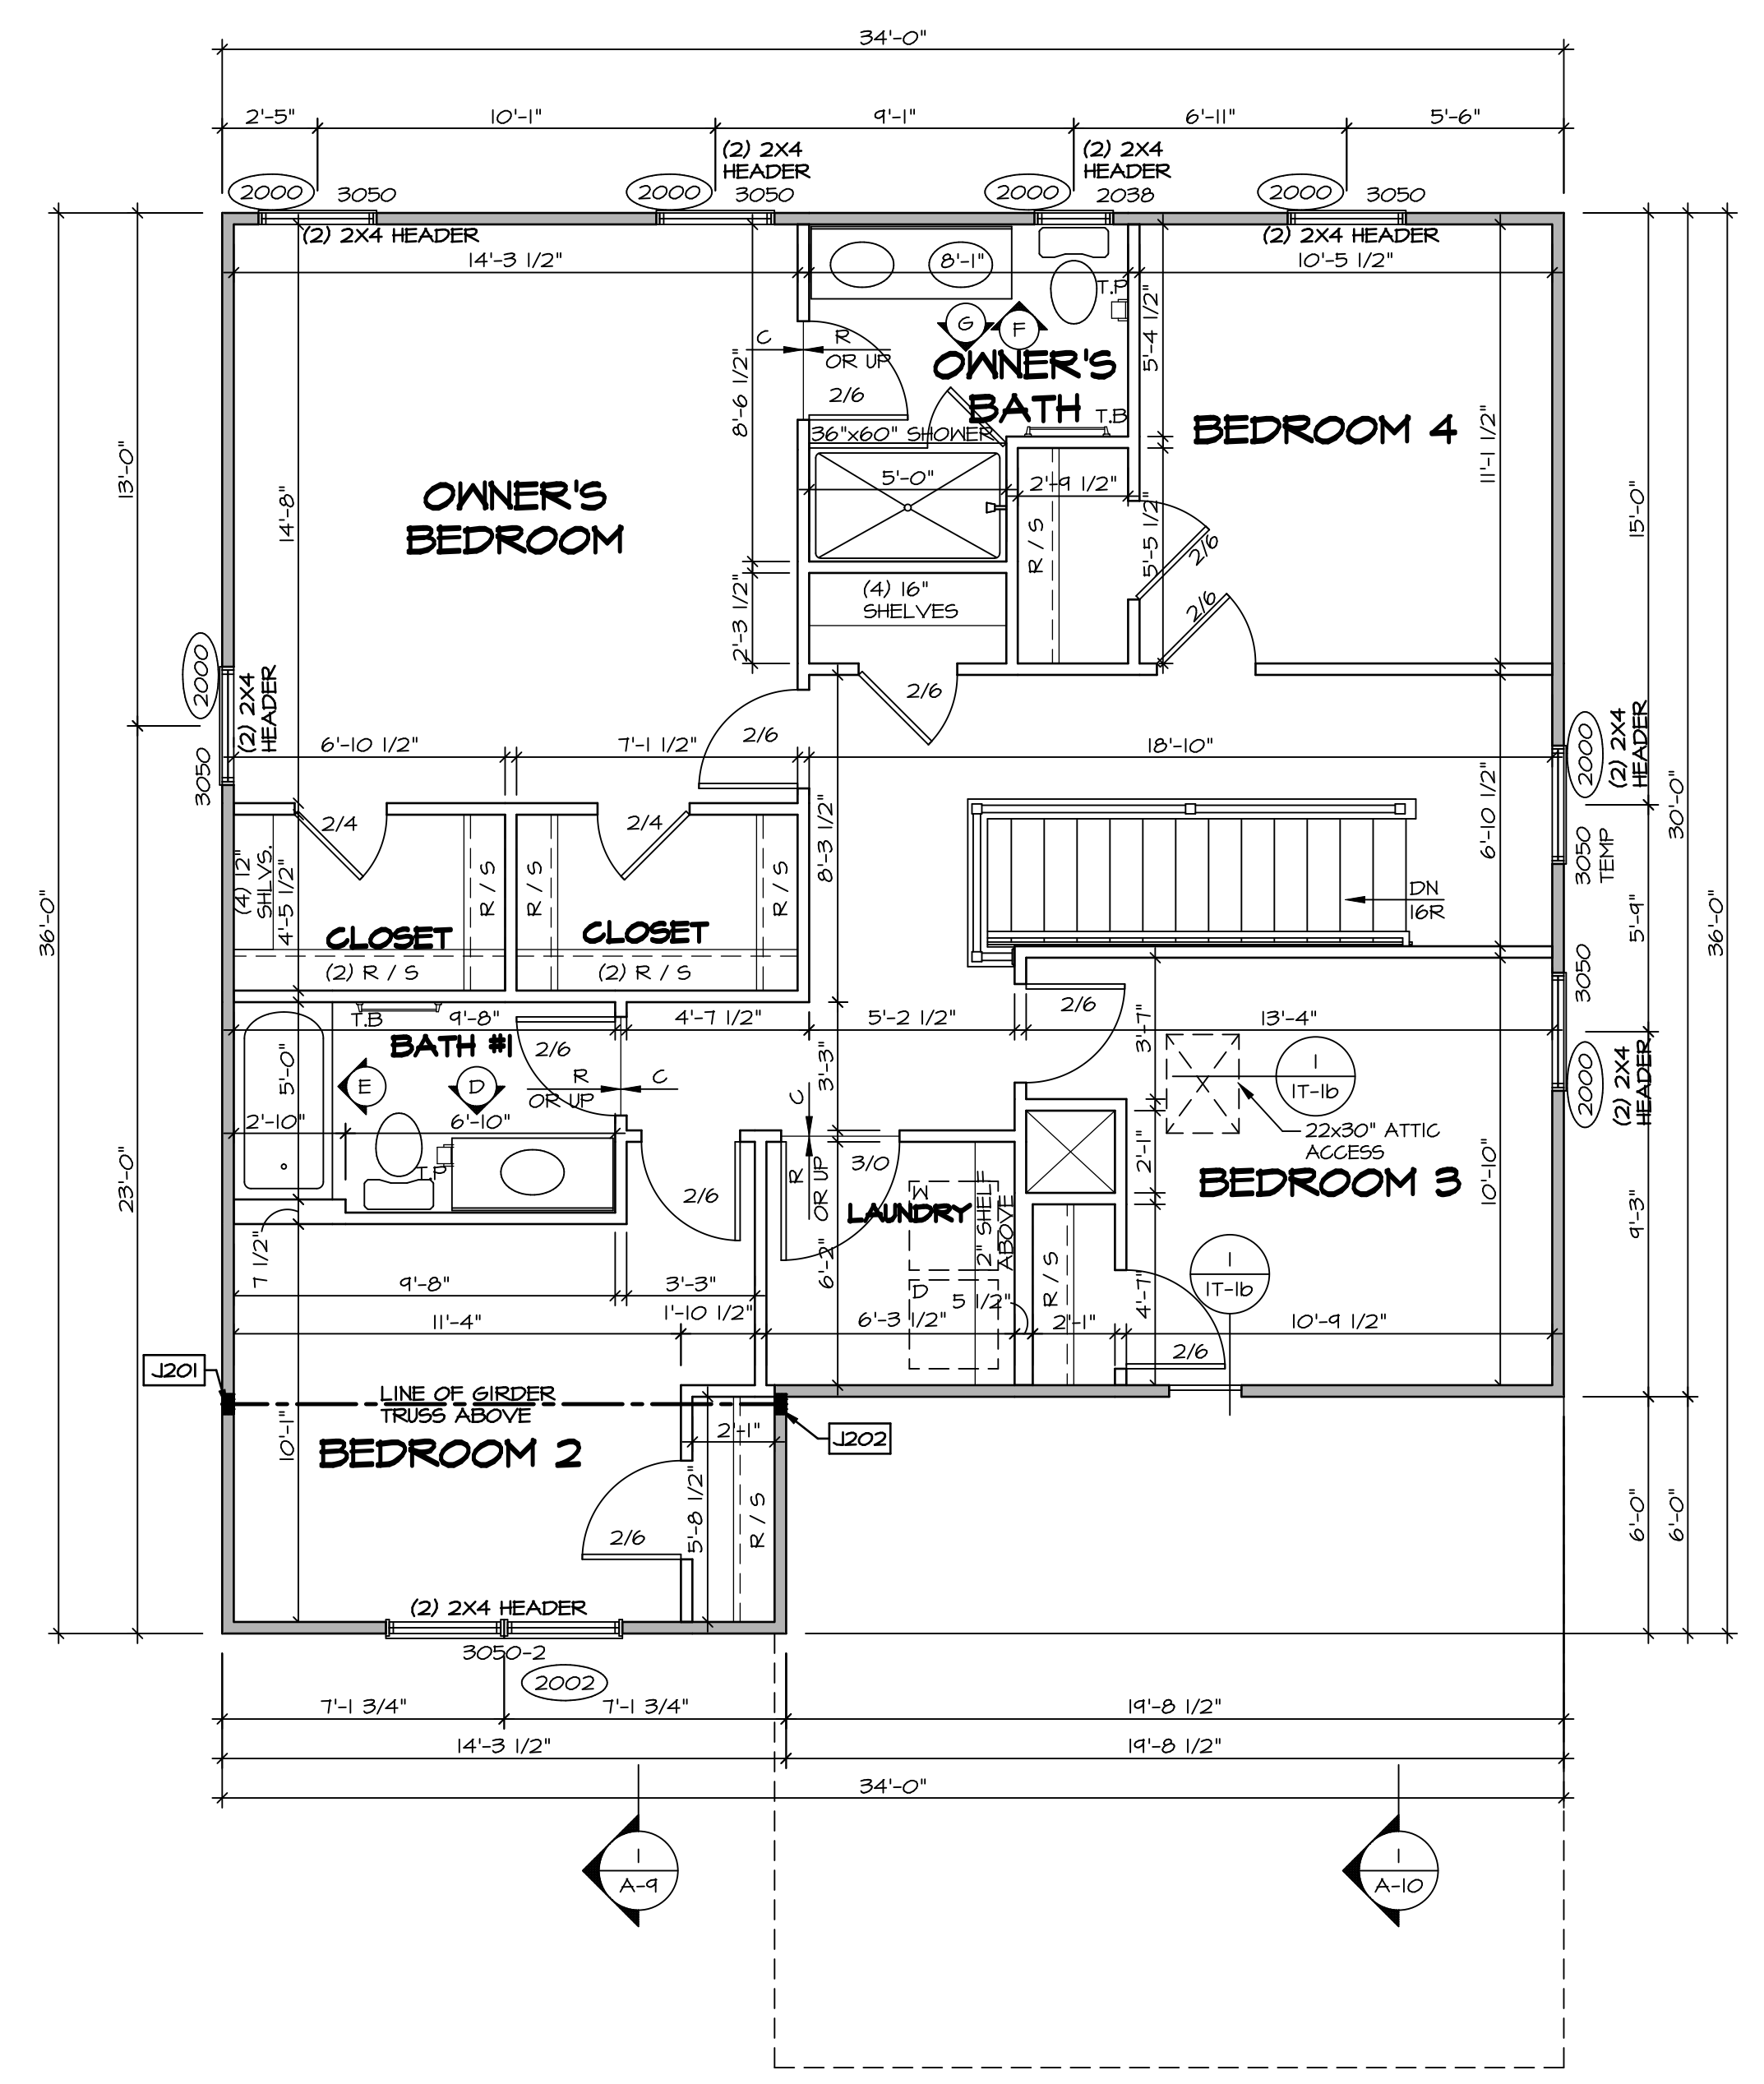 34'-0"
2'-5"
10'-1"
9'-1"
6'-11"
5'-6"
(2) 2X4
HEADER
(2) 2X4
HEADER
2000
3050
2000
3050
2000
2038
2000
3050
(2) 2X4 HEADER
(2) 2X4 HEADER
14'-3 1/2"
8'-1"
10'-5 1/2"
T.P
G
F
C
R
OR UP
2/6
OWNER'S
BATH
T.B
5'-4 1/2"
8'-6 1/2"
11'-1 1/2"
BEDROOM 4
36"x60" SHOWER
13'-0"
14'-8"
OWNER'S
BEDROOM
5'-0"
2'-9 1/2"
R / S
5'-5 1/2"
2/6
15'-0"
2'-3 1/2"
(4) 16"
SHELVES
2/6
2000
(2) 2X4
HEADER
3050
2/6
2/6
(2) 2X4
HEADER
2000
3050
TEMP
30'-0"
6'-10 1/2"
7'-1 1/2"
18'-10"
6'-10 1/2"
2/4
2/4
8'-3 1/2"
(4) 12"
SHLVS.
4'-5 1/2"
R / S
R / S
R / S
CLOSET
CLOSET
(2) R / S
(2) R / S
DN
16R
36'-0"
5'-9"
36'-0"
3050
T.B
9'-8"
4'-7 1/2"
5'-2 1/2"
2/6
13'-4"
BATH #1
2/6
3'-7"
3'-3"
5'-0"
E
D
R
OR UP
C
C
1
1T-1b
2000
(2) 2X4
HEADER
2'-10"
6'-10"
22x30" ATTIC
ACCESS
T.P
2/6
R
OR UP
3/0
2'-1"
BEDROOM 3
10'-10"
23'-0"
W
LAUNDRY
2" SHELF
ABOVE
9'-3"
7 1/2"
6'-2"
R / S
1
1T-1b
9'-8"
3'-3"
D
5 1/2"
4'-7"
11'-4"
1'-10 1/2"
6'-3 1/2"
2'-1"
10'-9 1/2"
2/6
J201
LINE OF GIRDER
TRUSS ABOVE
10'-1"
BEDROOM 2
2'-1"
J202
5'-8 1/2"
R / S
2/6
6'-0"
6'-0"
(2) 2X4 HEADER
3050-2
2002
7'-1 3/4"
7'-1 3/4"
19'-8 1/2"
14'-3 1/2"
19'-8 1/2"
34'-0"
1
A-9
1
A-10